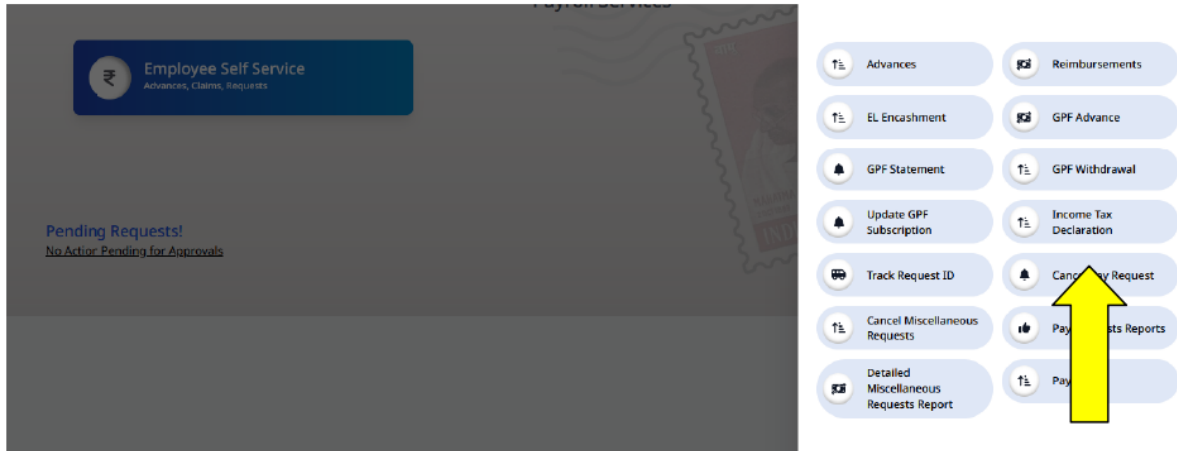 Payroll Services
Employee Self Service
Advances, Claims, Requests
Pending Requests!
No Action Pending for Approvals
Advances
Reimbursements
EL Encashment
GPF Advance
GPF Statement
GPF Withdrawal
Update GPF
Subscription
Income Tax
Declaration
Track Request ID
Request
Cancel Miscellaneous
Requests
Reports
Detailed
Miscellaneous
Requests Report